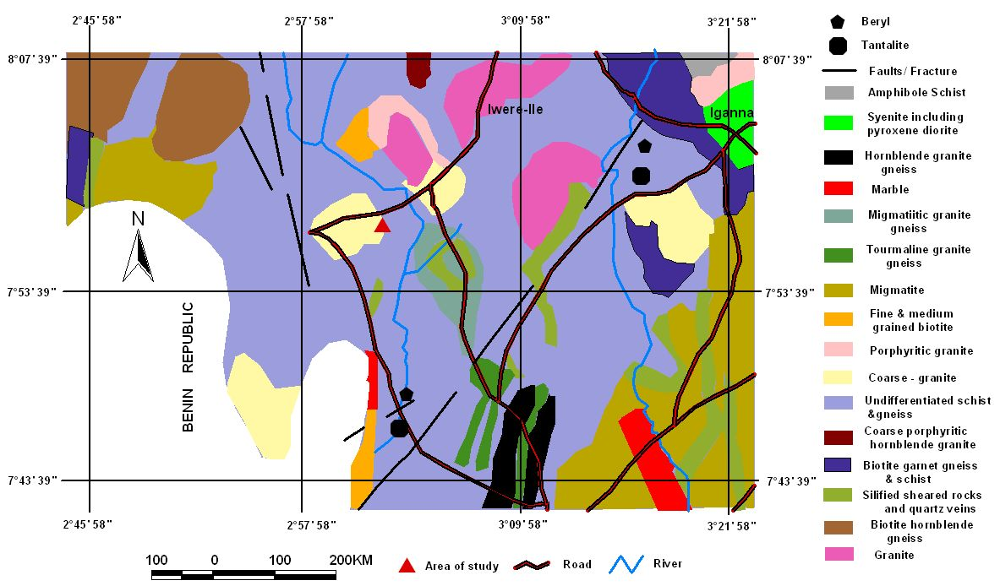 2°45'58"
2°57'58"
3°09'58"
3°21'58"
8°07'39"
8°07'39"
Iwere-Ile
Iganna
N
BENIN REPUBLIC
7°53'39"
7°53'39"
7°43'39"
7°43'39"
2°45'58"
2°57'58"
3°09'58"
3°21'58"
Beryl
Tantalite
Faults/ Fracture
Amphibole Schist
Syenite including
pyroxene diorite
Hornblende granite
gneiss
Marble
Migmatiitic granite
gneiss
Tourmaline granite
gneiss
Migmatite
Fine & medium
grained biotite
Porphyritic granite
Coarse - granite
Undifferentiated schist
&gneiss
Coarse porphyritic
hornblende granite
Biotite garnet gneiss
& schist
Silified sheared rocks
and quartz veins
Biotite hornblende
gneiss
Granite
100 0 100 200KM
Area of study
Road
River